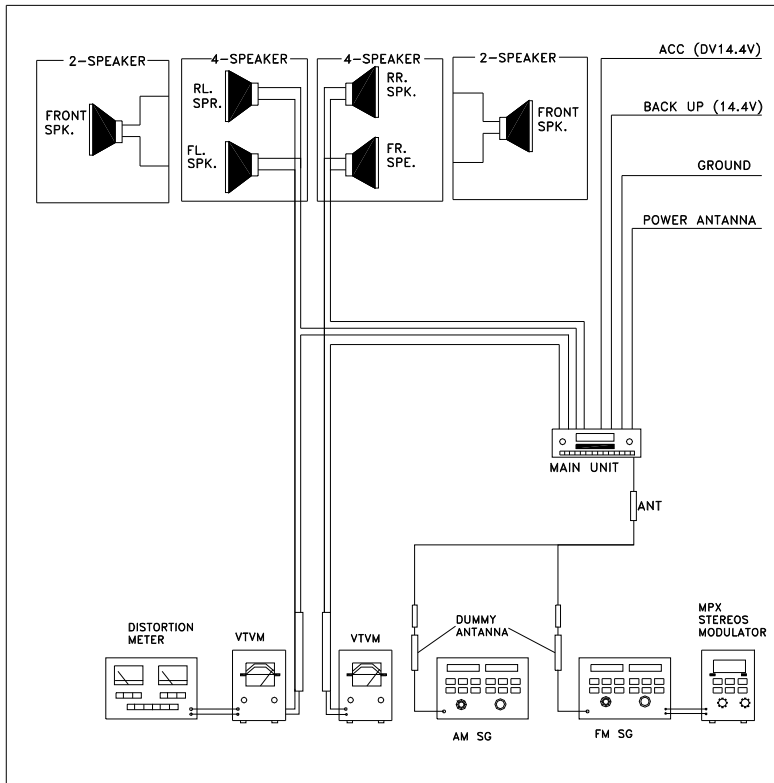 2-SPEAKER
4-SPEAKER
4-SPEAKER
2-SPEAKER
ACC (DV14.4V)
RL.
SPR.
RR.
SPK.
FRONT
SPK.
FRONT
SPK.
BACK UP (14.4V)
FL.
SPK.
FR.
SPE.
GROUND
POWER ANTANNA
MAIN UNIT
ANT
DISTORTION
METER
VTVM
VTVM
DUMMY
ANTANNA
MPX
STEREOS
MODULATOR
AM SG
FM SG